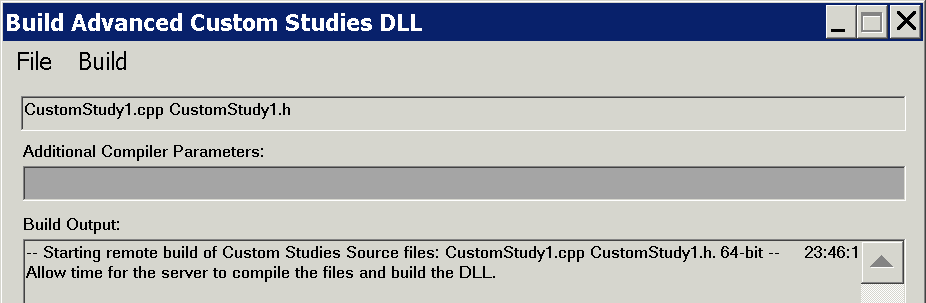 Build Advanced Custom Studies DLL
File Build
CustomStudy1.cpp CustomStudy1.h
Additional Compiler Parameters:
Build Output:
-- Starting remote build of Custom Studies Source files: CustomStudy1.cpp CustomStudy1.h. 64-bit -- 23:46:1
Allow time for the server to compile the files and build the DLL.